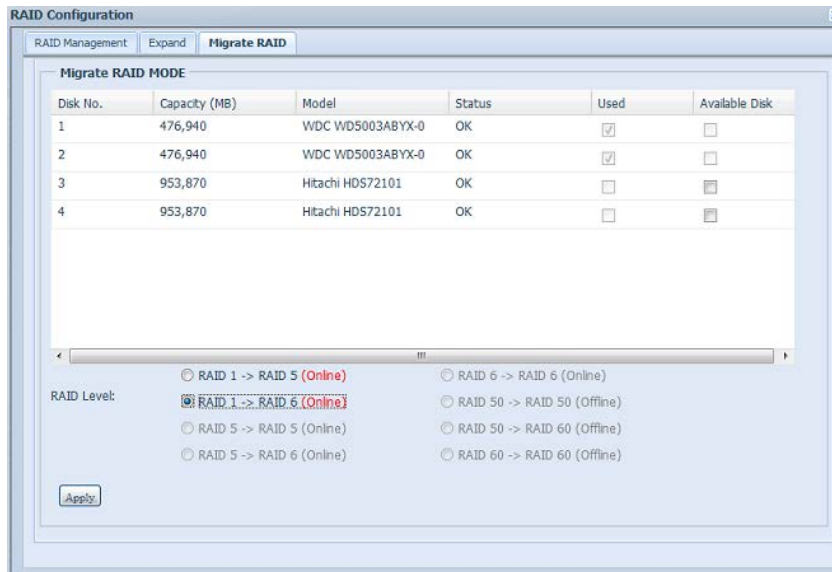 RAID Configuration
RAID Management Expand Migrate RAID
Migrate RAID MODE
Disk No. Capacity (MB) Model Status Used Available Disk
1 476,940 WDC WD5003ABYX-0 OK
2 476,940 WDC WD5003ABYX-0 OK
3 953,870 Hitachi HDS72101 OK
4 953,870 Hitachi HDS72101 OK
RAID Level:
RAID 1 -> RAID 5 (Online) RAID 6 -> RAID 6 (Online)
RAID 1 -> RAID 6 (Online) RAID 50 -> RAID 50 (Offline)
RAID 5 -> RAID 5 (Online) RAID 50 -> RAID 60 (Offline)
RAID 5 -> RAID 6 (Online) RAID 60 -> RAID 60 (Offline)
Apply